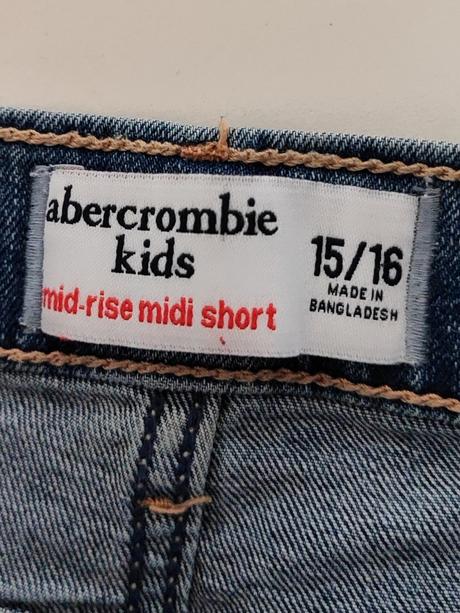 abercrombie
kids
mid-rise midi short
15/16
MADE IN
BANGLADESH